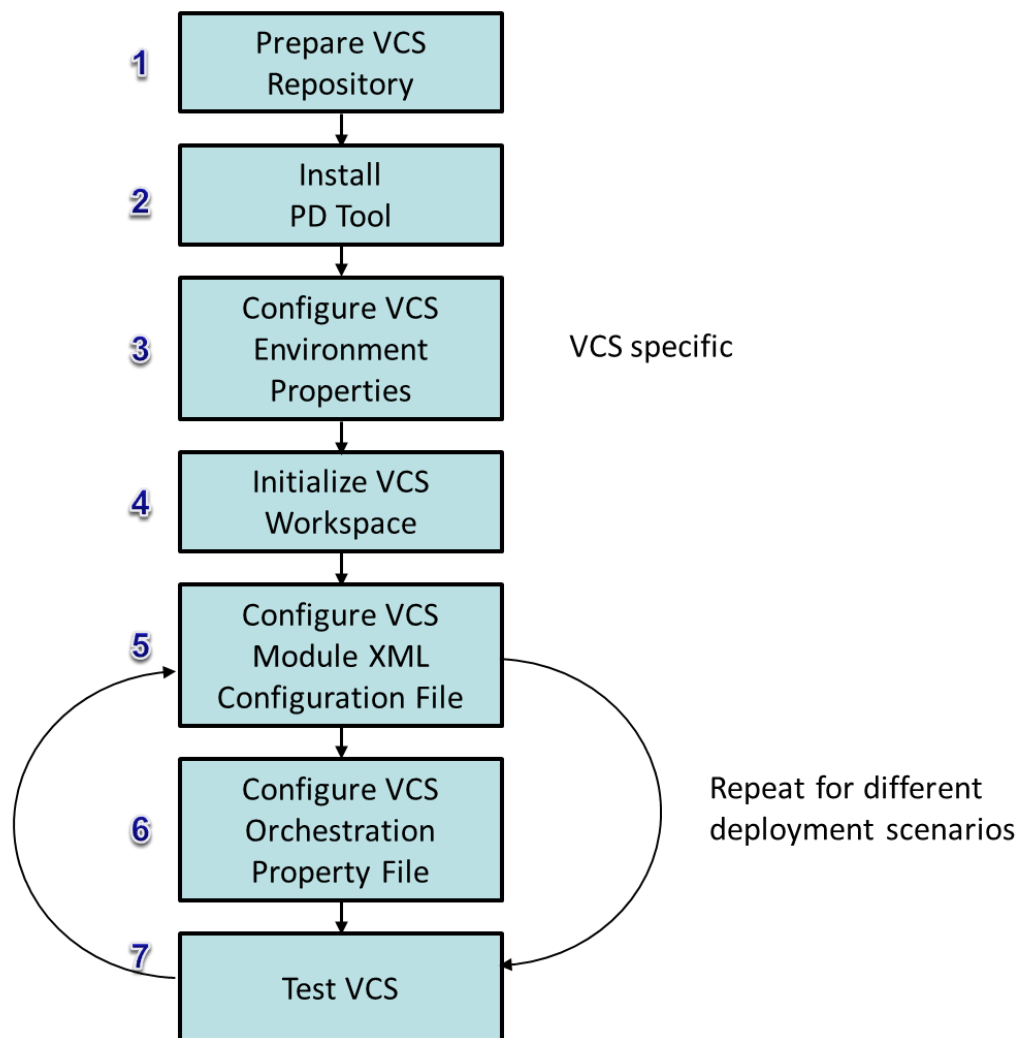 1
Prepare VCS
Repository
2
Install
PD Tool
3
Configure VCS
Environment
Properties
VCS specific
4
Initialize VCS
Workspace
5
Configure VCS
Module XML
Configuration File
6
Configure VCS
Orchestration
Property File
Repeat for different
deployment scenarios
7
Test VCS